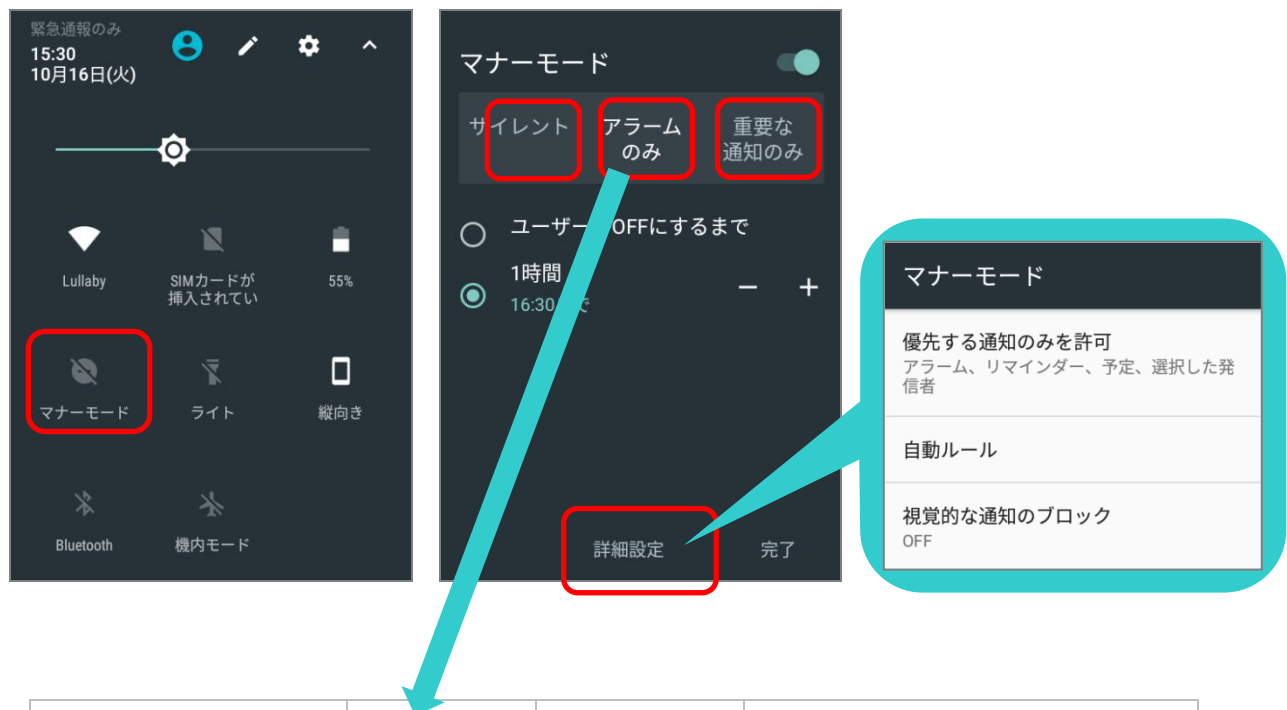 緊急通報のみ
15:30
10月16日(火)
Lullaby
SIMカードが
挿入されてい
55%
マナーモード
ライト
縦向き
Bluetooth
機内モード
マナーモード
サイレント
アラーム
のみ
重要な
通知のみ
ユーザー OFFにするまで
1時間
16:30 で
詳細設定
完了
マナーモード
優先する通知のみを許可
アラーム、リマインダー、予定、選択した発
信者
自動ルール
視覚的な通知のブロック
OFF